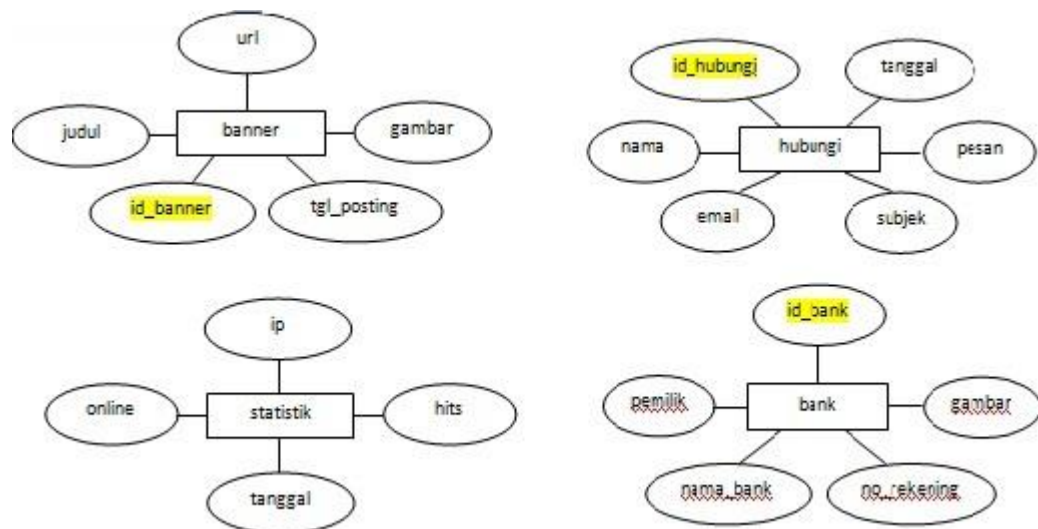 url
judul
banner
gambar
id_banner
tgl_posting
id_hubungi
tanggal
nama
hubungi
pesan
email
subjek
ip
online
statistik
hits
tanggal
id_bank
pemilik
bank
gambar
nama_bank
no_rekening